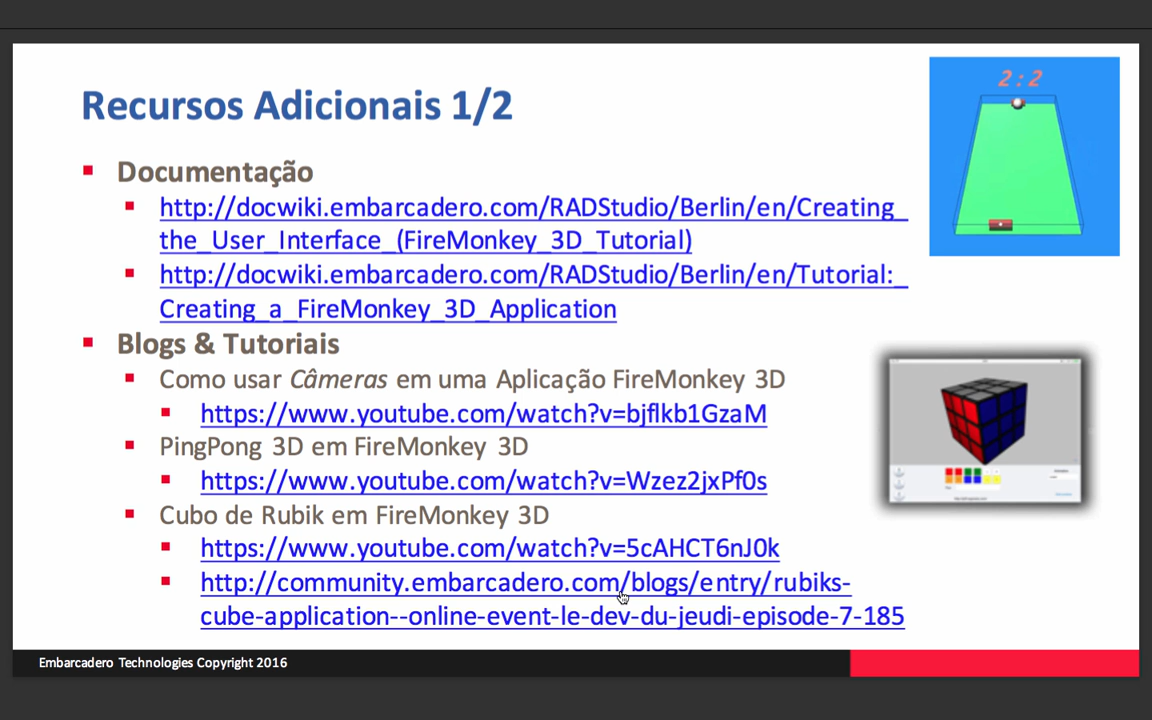 Recursos Adicionais 1/2
2 : 2
Documentação
http://docwiki.embarcadero.com/RADStudio/Berlin/en/Creating_
the_User_Interface_(FireMonkey_3D_Tutorial)
http://docwiki.embarcadero.com/RADStudio/Berlin/en/Tutorial:_
Creating_a_FireMonkey_3D_Application
Blogs & Tutoriais
Como usar Câmeras em uma Aplicação FireMonkey 3D
https://www.youtube.com/watch?v=bjflkb1GzaM
PingPong 3D em FireMonkey 3D
https://www.youtube.com/watch?v=Wzez2jxPf0s
Cubo de Rubik em FireMonkey 3D
https://www.youtube.com/watch?v=5cAHCT6nJ0k
http://community.embarcadero.com/blogs/entry/rubiks-
cube-application--online-event-le-dev-du-jeudi-episode-7-185
Embarcadero Technologies Copyright 2016